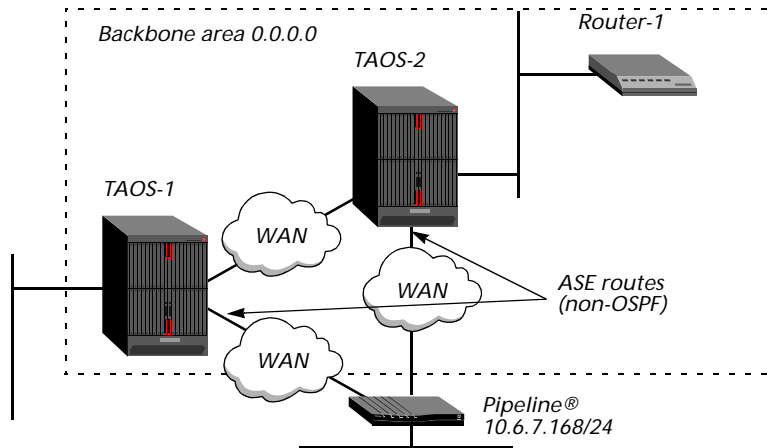 Backbone area 0.0.0.0
Router-1
TAOS-2
TAOS-1
WAN
WAN
ASE routes
(non-OSPF)
WAN
Pipeline®
10.6.7.168/24